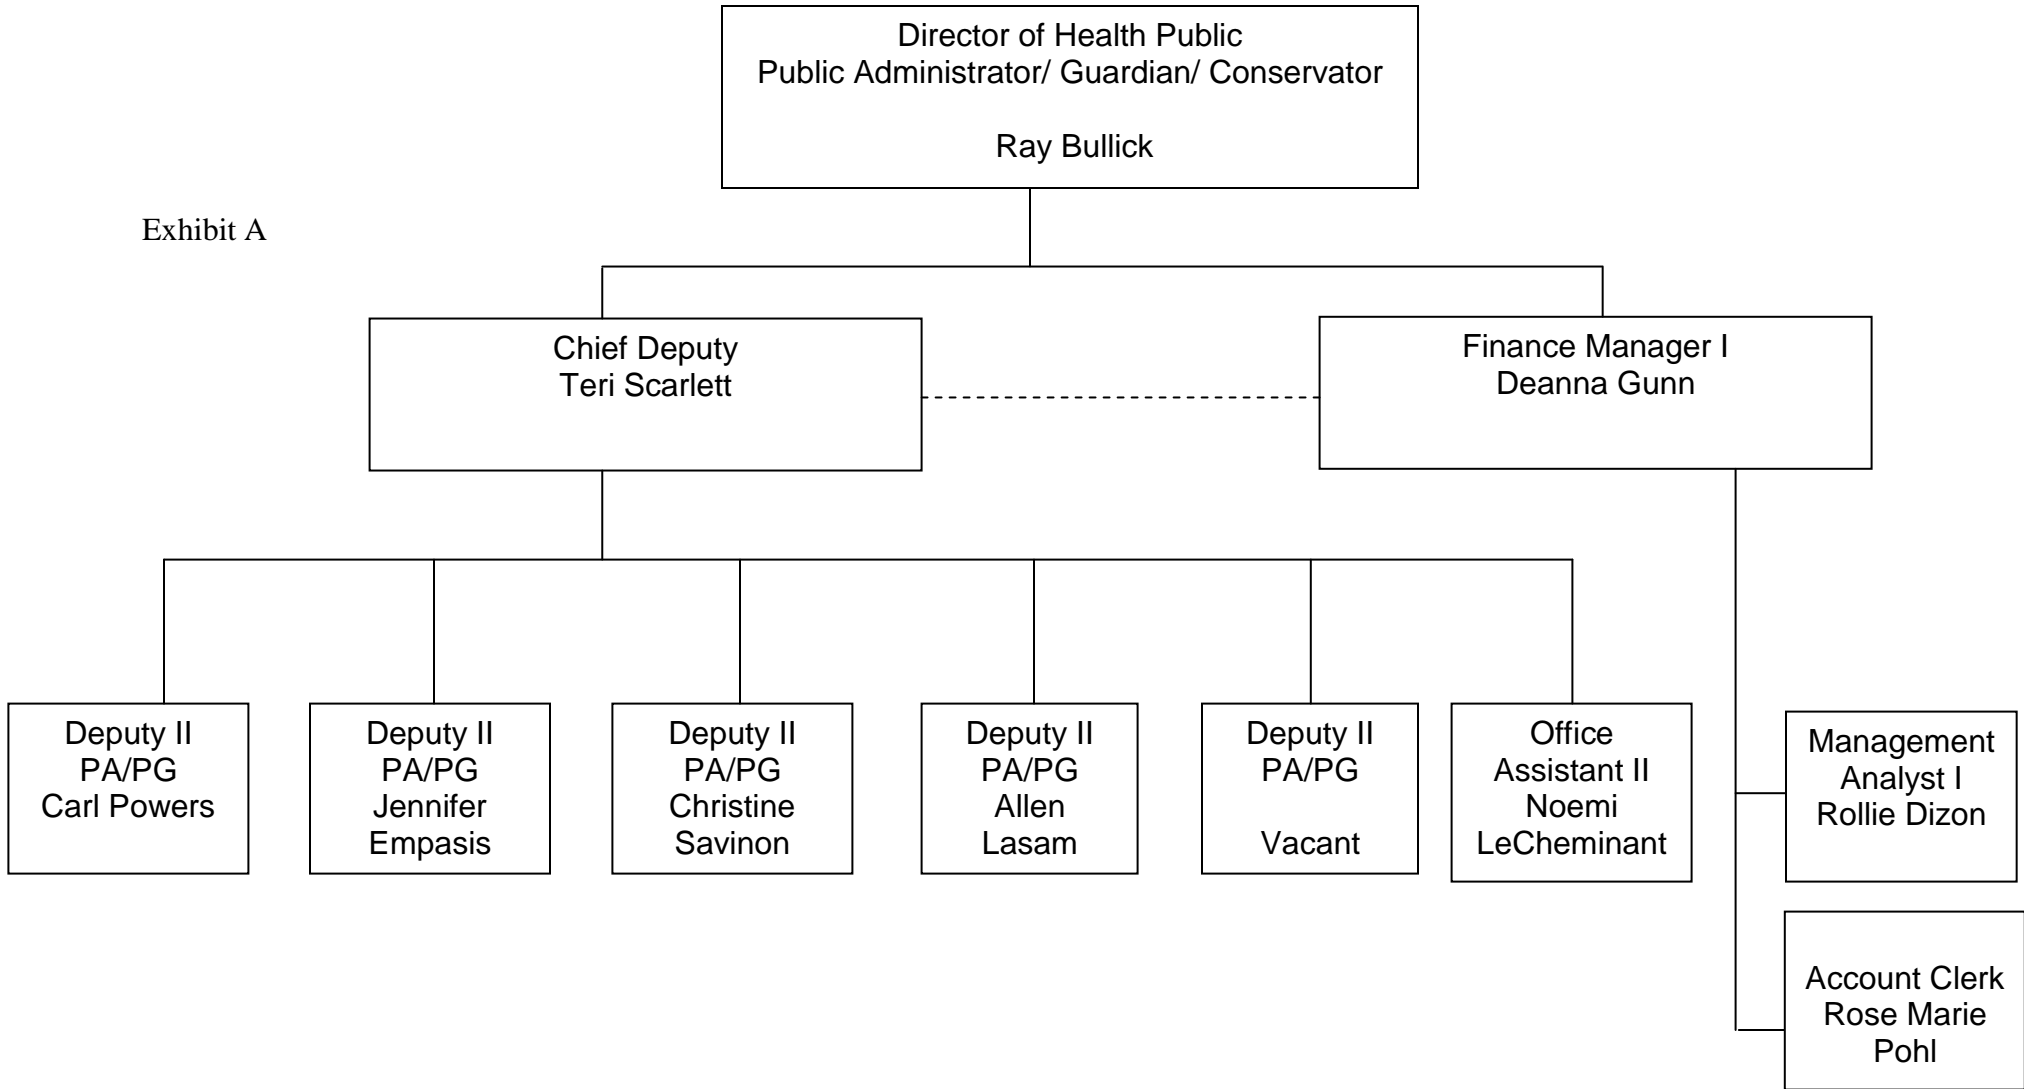 Director of Health Public
Public Administrator/ Guardian/ Conservator
Ray Bullick
Exhibit A
Chief Deputy
Teri Scarlett
Finance Manager I
Deanna Gunn
Deputy II
PA/PG
Carl Powers
Deputy II
PA/PG
Jennifer
Empasis
Deputy II
PA/PG
Christine
Savinon
Deputy II
PA/PG
Allen
Lasam
Deputy II
PA/PG
Vacant
Office
Assistant II
Noemi
LeCheminant
Management
Analyst I
Rollie Dizon
Account Clerk
Rose Marie
Pohl